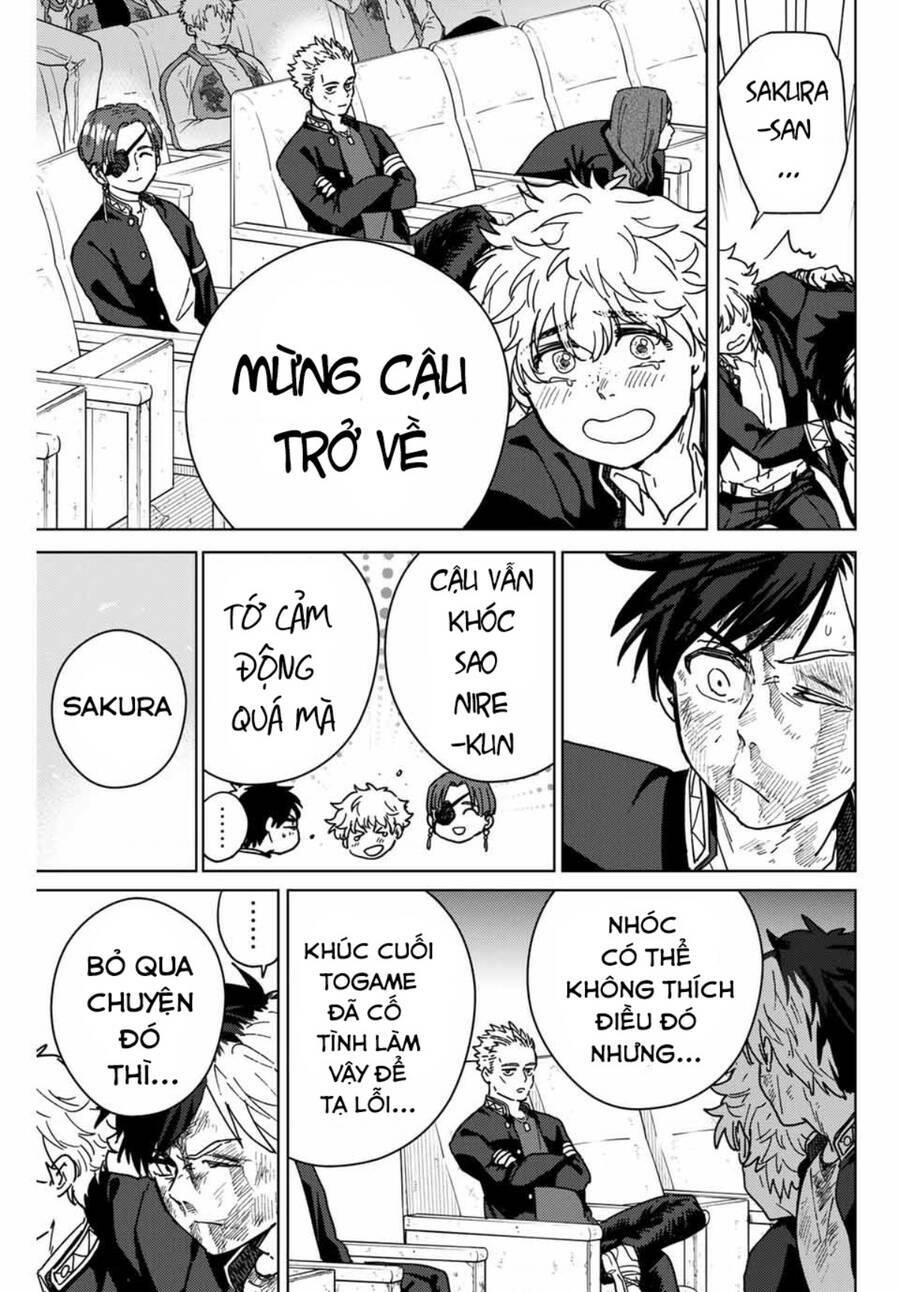 SAKURA
-SAN
...
MỪNG CẬU
TRỞ VỀ
CẬU VẪN
KHÓC
SAO
NIRE
-KUN
TỚ CẢM
ĐỘNG
QUÁ MÀ
......
SAKURA
NHÓC
CÓ THỂ
KHÔNG THÍCH
ĐIỀU ĐÓ
NHƯNG...
KHÚC CUỐI
TOGAME
ĐÃ CỐ
TÌNH LÀM
VẬY ĐỂ
TẠ LỖI...
......
BỎ QUA
CHUYỆN
ĐÓ
THÌ...